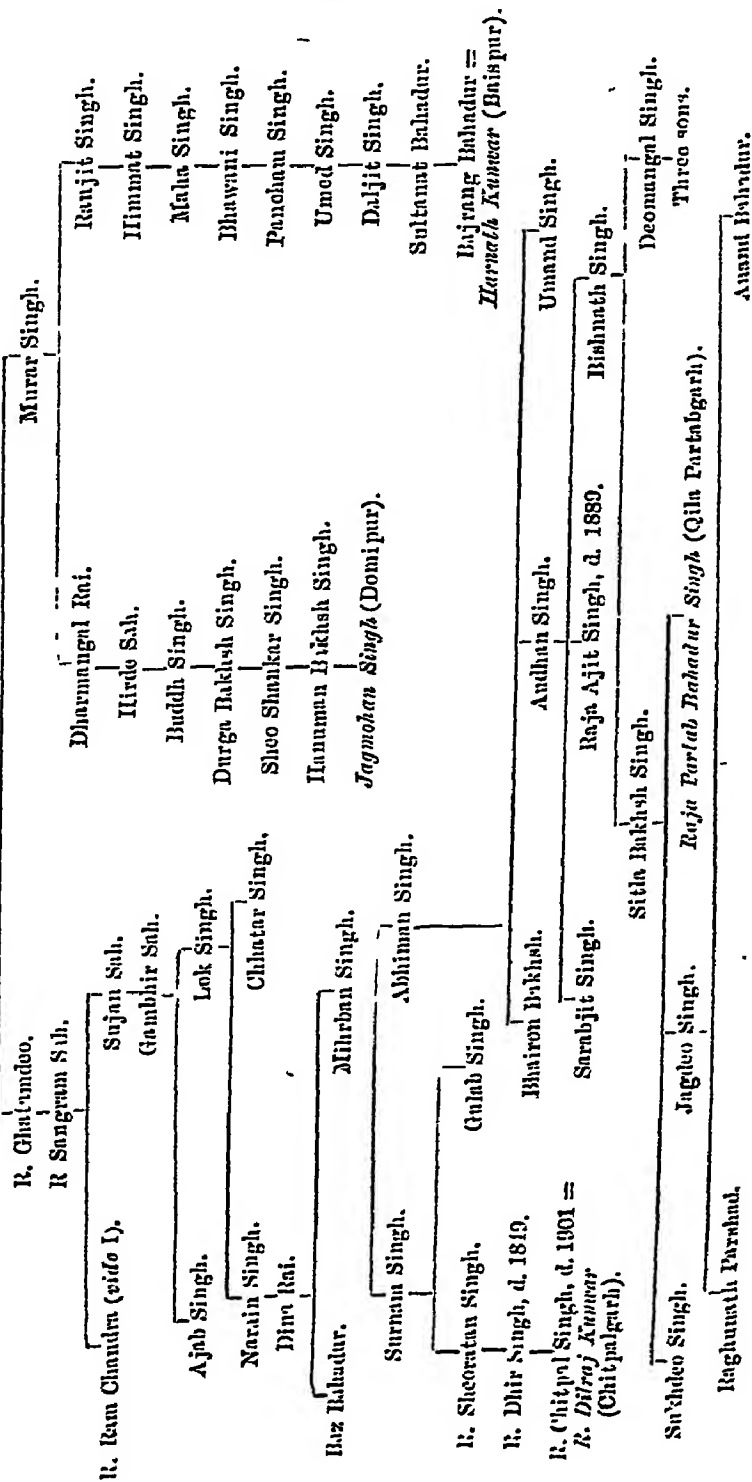 R. Ghatamdeo.
R Sangram Sah.
Murar Singh.
R. Ram Chandra (vide I).
Sujan Sah.
Gambhir Sah.
Ajab Singh.
Lok Singh.
Narain Singh.
Chhatar Singh.
Dina Rai.
Baz Bahadur.
Mihrban Singh.
Dharmangal Rai.
Hirde Sah.
Buddh Singh.
Durga Bakhsh Singh.
Sheo Shankar Singh.
Hanuman Bakhsh Singh.
Jagmohan Singh (Domipur).
Ranjit Singh.
Himmat Singh.
Maha Singh.
Bhawani Singh.
Pancham Singh.
Umed Singh.
Daljit Singh.
Sultanat Bahadur.
Bajrang Bahadur =
Harnath Kunwar (Baispur).
Surnam Singh.
Abhiman Singh.
R. Sheoratan Singh.
Gulab Singh.
R. Dhir Singh, d. 1849.
R. Chitpal Singh, d. 1901 =
R. Dilraj Kunwar
(Chitpalgarh).
Bhairon Bakhsh.
Andhan Singh.
Umand Singh.
Sarabjit Singh.
Raja Ajit Singh, d. 1889.
Bishnath Singh.
Sitla Bakhsh Singh.
Deomangal Singh.
Three sons.
Sukhdeo Singh.
Jagdeo Singh.
Raja Partab Bahadur Singh (Qila Partabgarh).
Raghunath Parshad.
Anand Bahadur.